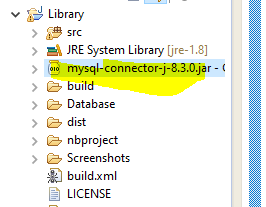 Library
src
JRE System Library [jre-1.8]
mysql-connector-j-8.3.0.jar -
build
Database
dist
nbproject
Screenshots
build.xml
LICENSE